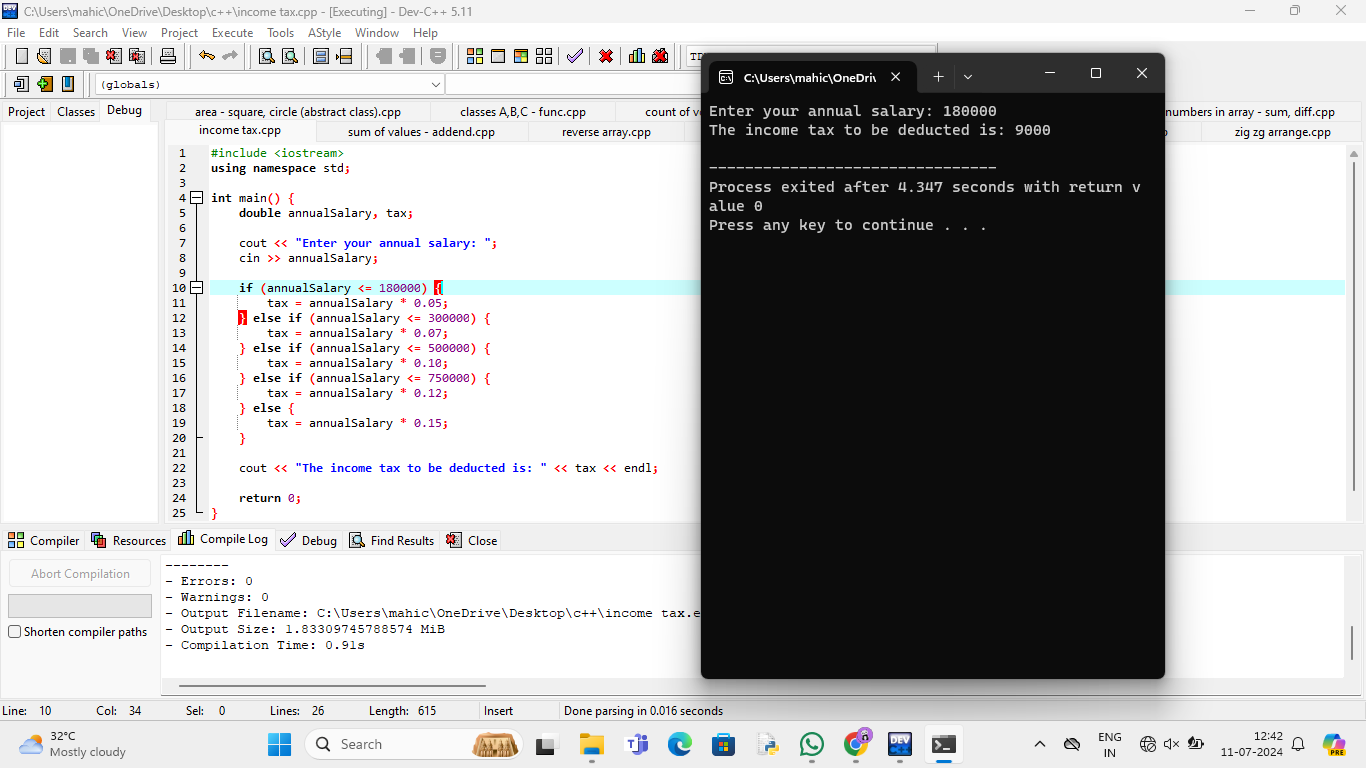 C:\Users\mahic\OneDrive\Desktop\c++\income tax.cpp - [Executing] - Dev-C++ 5.11
File Edit Search View Project Execute Tools AStyle Window Help
(globals)
Project Classes Debug
area - square, circle (abstract class).cpp classes A,B,C - func.cpp count of numbers in array - sum, diff.cpp
income tax.cpp sum of values - addend.cpp reverse array.cpp zig zg arrange.cpp
1 #include <iostream>
2 using namespace std;
3
4 int main() {
5 double annualSalary, tax;
6
7 cout << "Enter your annual salary: ";
8 cin >> annualSalary;
9
10 if (annualSalary <= 180000) {
11 tax = annualSalary * 0.05;
12 } else if (annualSalary <= 300000) {
13 tax = annualSalary * 0.07;
14 } else if (annualSalary <= 500000) {
15 tax = annualSalary * 0.10;
16 } else if (annualSalary <= 750000) {
17 tax = annualSalary * 0.12;
18 } else {
19 tax = annualSalary * 0.15;
20 }
21
22 cout << "The income tax to be deducted is: " << tax << endl;
23
24 return 0;
25 }
C:\Users\mahic\OneDri
Enter your annual salary: 180000
The income tax to be deducted is: 9000
--------------------------------
Process exited after 4.347 seconds with return v
alue 0
Press any key to continue . . .
Compiler Resources Compile Log Debug Find Results Close
Abort Compilation
Shorten compiler paths
--------
- Errors: 0
- Warnings: 0
- Output Filename: C:\Users\mahic\OneDrive\Desktop\c++\income tax.e
- Output Size: 1.83309745788574 MiB
- Compilation Time: 0.91s
Line: 10 Col: 34 Sel: 0 Lines: 26 Length: 615 Insert Done parsing in 0.016 seconds
32°C
Mostly cloudy
Search
DEV
PRE
ENG
IN
12:42
11-07-2024